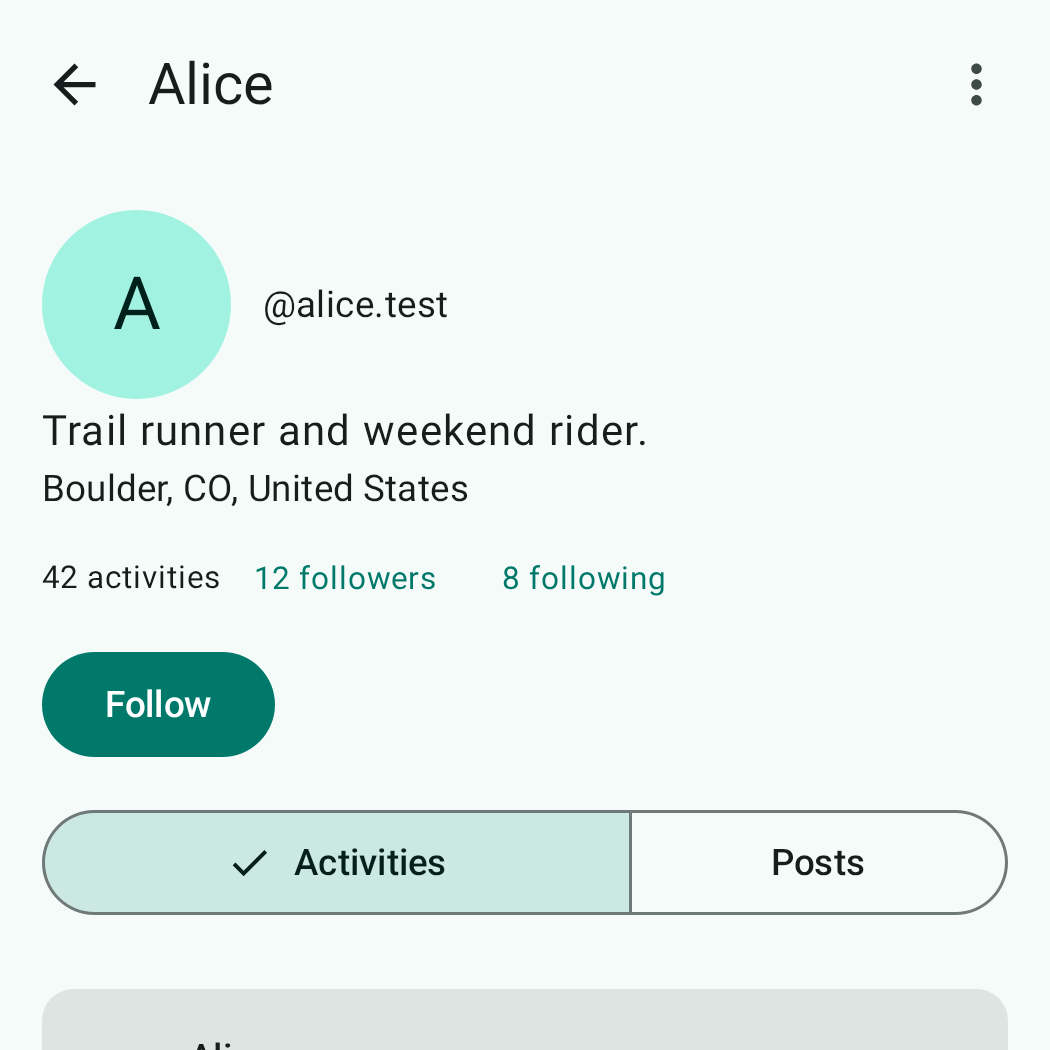 Alice
A
@alice.test
Trail runner and weekend rider.
Boulder, CO, United States
42 activities 12 followers 8 following
Follow
Activities Posts